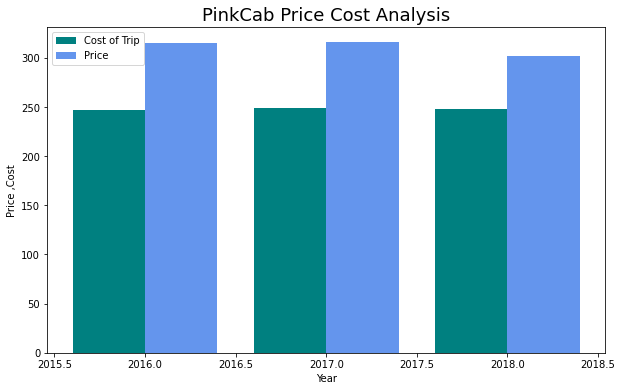 PinkCab Price Cost Analysis
Cost of Trip
Price
300
250
200
150
100
50
0
Price ,Cost
2015.5 2016.0 2016.5 2017.0 2017.5 2018.0 2018.5
Year